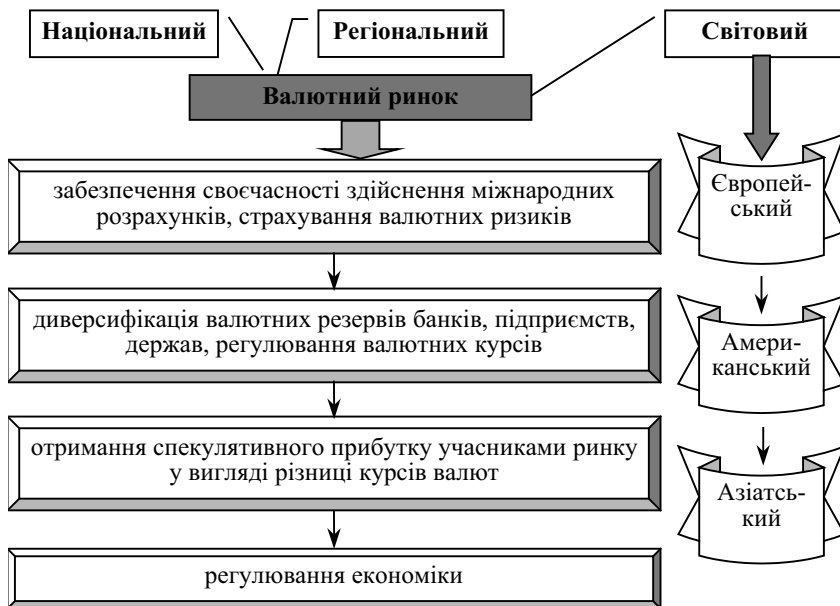 Національний
Регіональний
Світовий
Валютний ринок
забезпечення своєчасності здійснення міжнародних
розрахунків, страхування валютних ризиків
диверсифікація валютних резервів банків, підприємств,
держав, регулювання валютних курсів
отримання спекулятивного прибутку учасниками ринку
у вигляді різниці курсів валют
регулювання економіки
Європей-
ський
Амери-
канський
Азіатсь-
кий